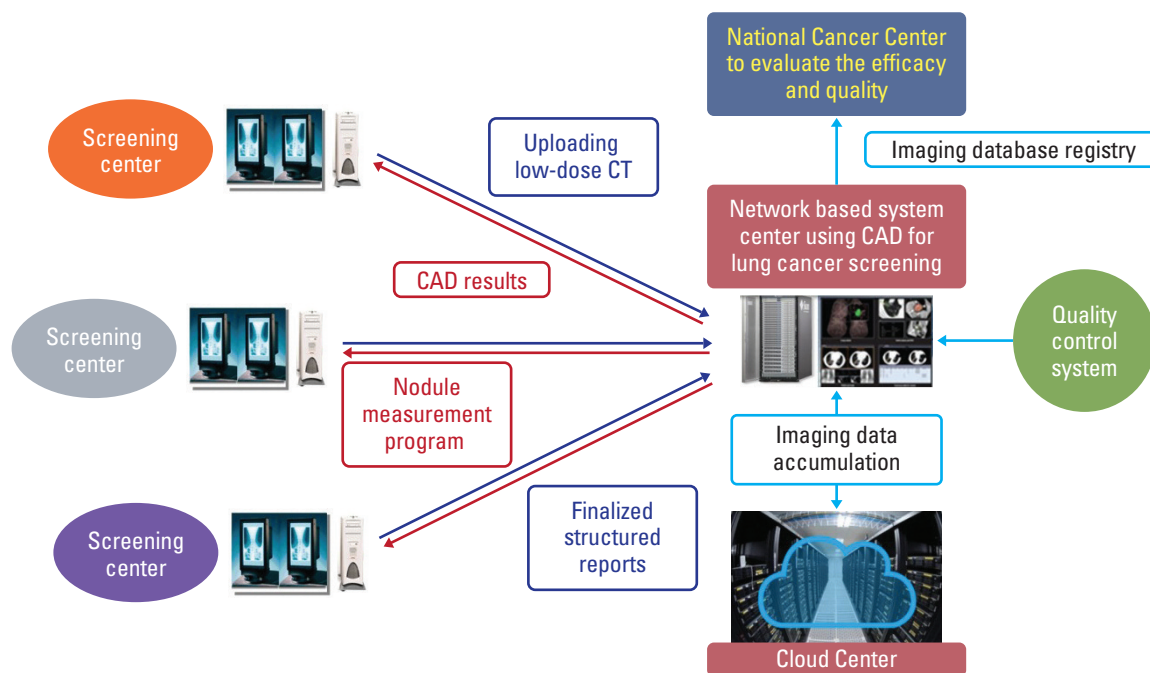 National Cancer Center
to evaluate the efficacy
and quality
Screening
center
Uploading
low-dose CT
Imaging database registry
Network based system
center using CAD for
lung cancer screening
CAD results
Screening
center
Quality
control
system
Nodule
measurement
program
Imaging data
accumulation
Screening
center
Finalized
structured
reports
Cloud Center